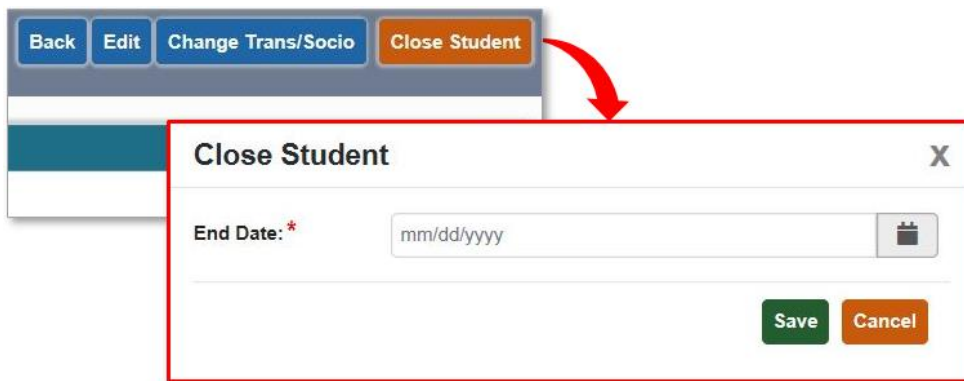 Back Edit Change Trans/Socio Close Student
Close Student X
End Date: * mm/dd/yyyy
Save Cancel